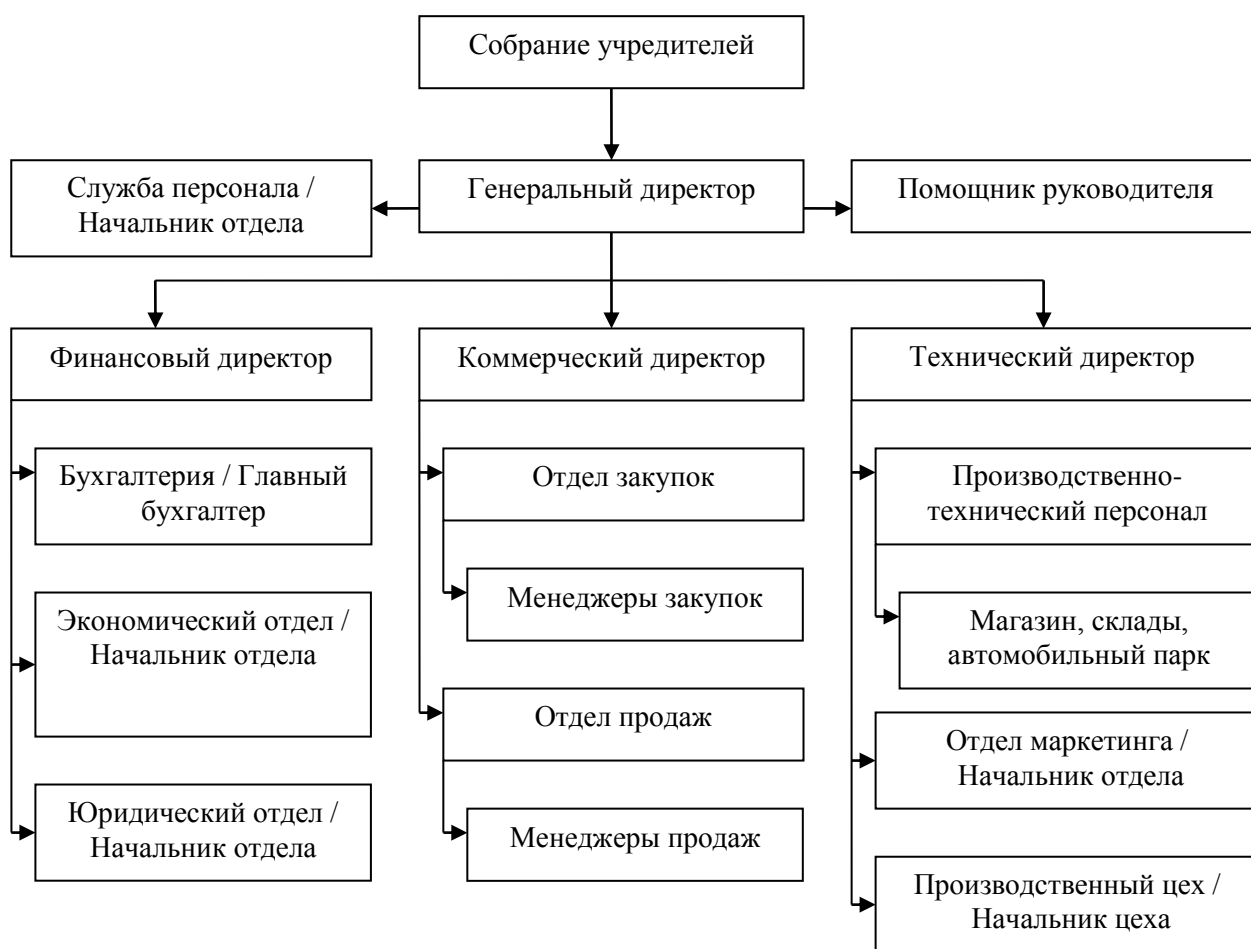 Собрание учредителей
Служба персонала /
Начальник отдела
Генеральный директор
Помощник руководителя
Финансовый директор
Коммерческий директор
Технический директор
Бухгалтерия / Главный
бухгалтер
Отдел закупок
Производственно-
технический персонал
Экономический отдел /
Начальник отдела
Менеджеры закупок
Магазин, склады,
автомобильный парк
Отдел продаж
Отдел маркетинга /
Начальник отдела
Юридический отдел /
Начальник отдела
Менеджеры продаж
Производственный цех /
Начальник цеха